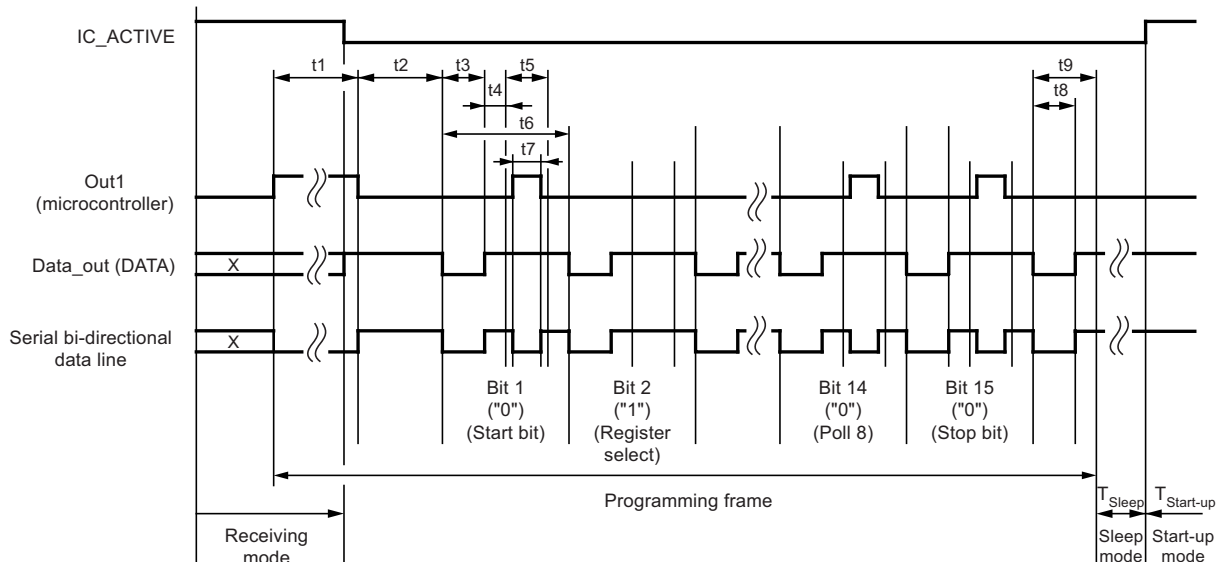 IC_ACTIVE
t1
t2
t3
t5
t9
t4
t8
t6
t7
Out1
(microcontroller)
Data_out (DATA)
X
Serial bi-directional
data line
X
Bit 1
("0")
(Start bit)
Bit 2
("1")
(Register
select)
Bit 14
("0")
(Poll 8)
Bit 15
("0")
(Stop bit)
Programming frame
TSleep
TStart-up
Receiving
mode
Sleep
mode
Start-up
mode